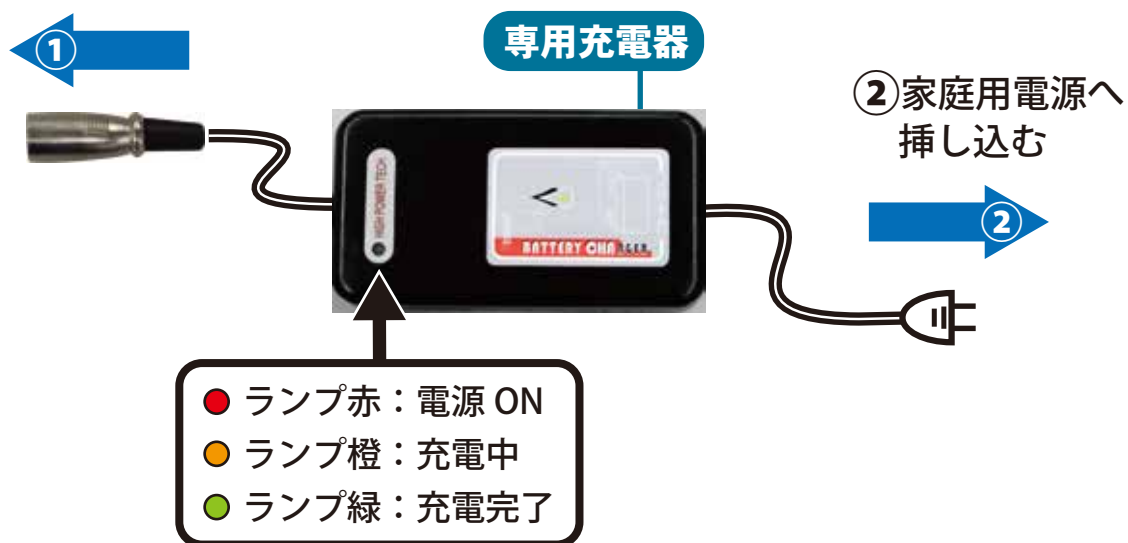 ①
専用充電器
②家庭用電源へ
挿し込む
②
HIGH POWER TECH
BATTERY CHARGER
ランプ赤：電源 ON
ランプ橙：充電中
ランプ緑：充電完了